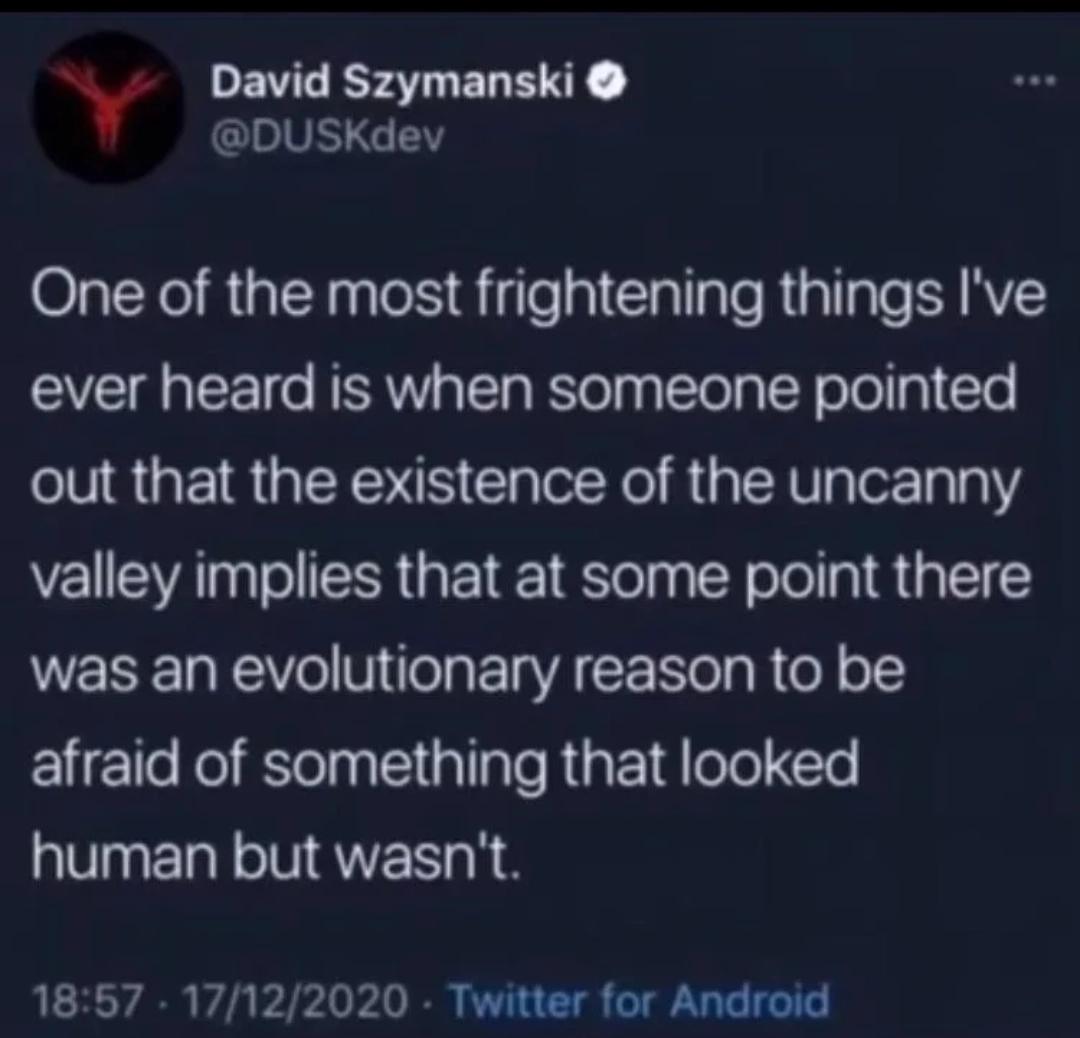 David Szymanski
@DUSKdev
One of the most frightening things I've
ever heard is when someone pointed
out that the existence of the uncanny
valley implies that at some point there
was an evolutionary reason to be
afraid of something that looked
human but wasn't.
18:57 · 17/12/2020 · Twitter for Android